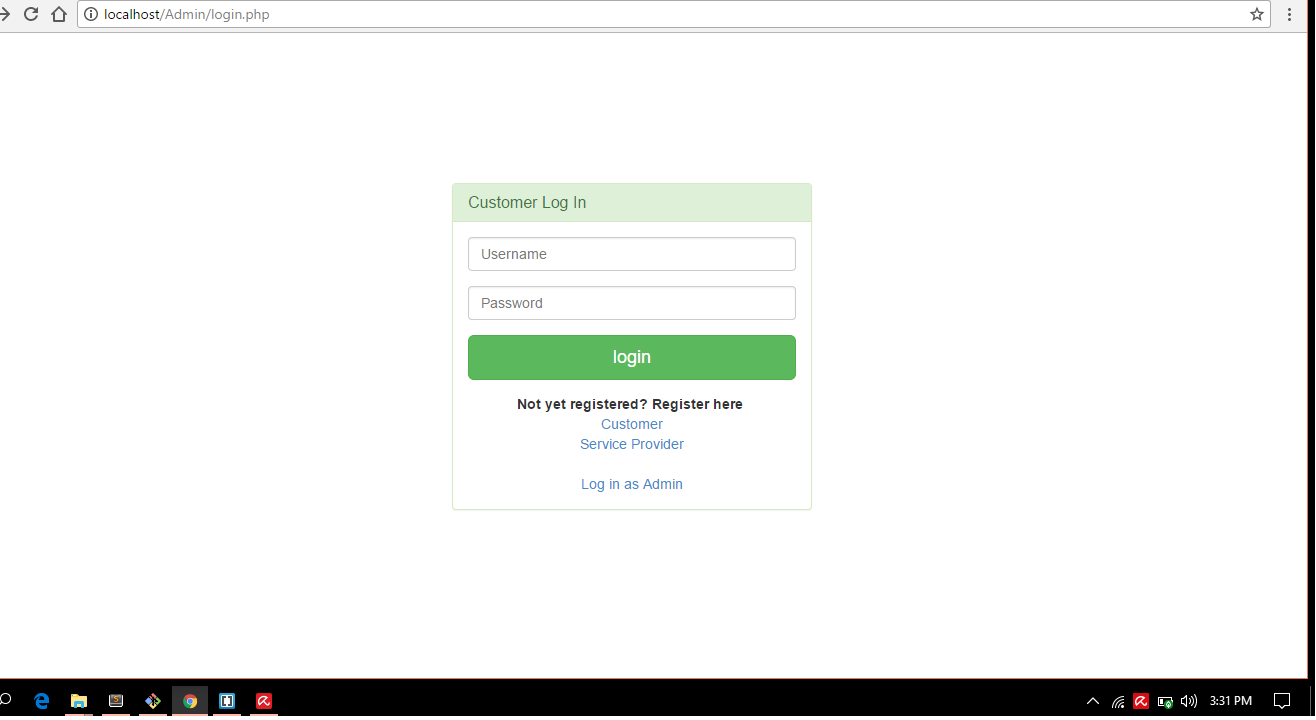 localhost/Admin/login.php
Customer Log In
Username
Password
login
Not yet registered? Register here
Customer
Service Provider
Log in as Admin
3:31 PM